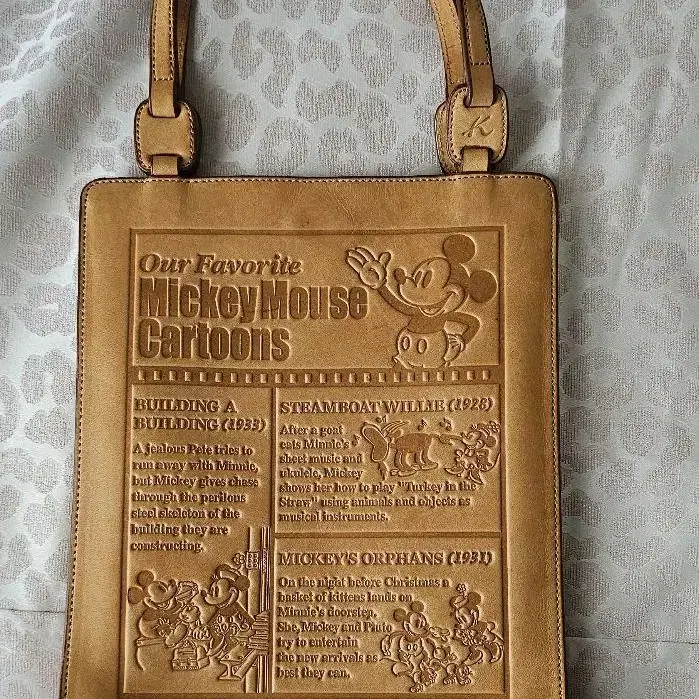 K
Our Favorite
Mickey Mouse
Cartoons
BUILDING A
BUILDING (1933)
A jealous Pete tries to
run away with Minnie,
but Mickey gives chase
through the perilous
steel skeleton of the
building they are
constructing.
STEAMBOAT WILLIE (1928)
After a goat
eats Minnie's
sheet music and
ukulele, Mickey
shows her how to play "Turkey in the
Straw" using animals and objects as
musical instruments.
MICKEY'S ORPHANS (1931)
On the night before Christmas a
basket of kittens lands on
Minnie's doorstep.
She, Mickey and Pluto
try to entertain
the new arrivals as
best they can.